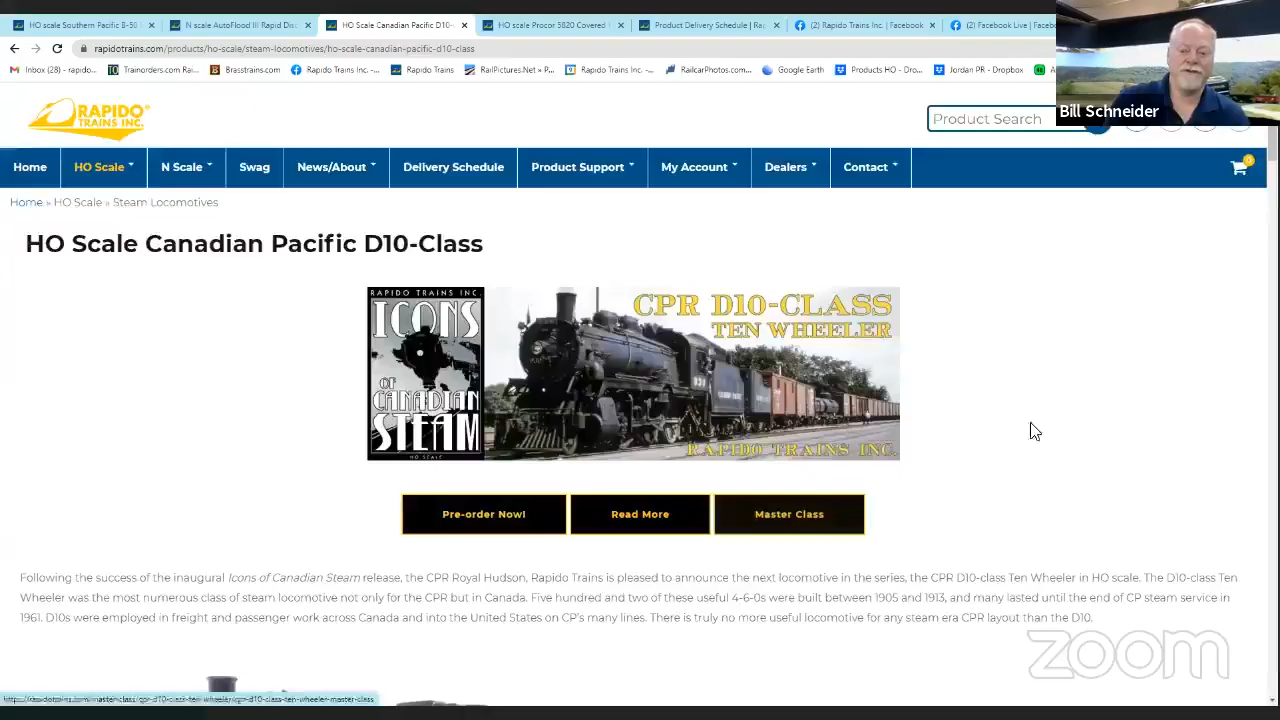 HO scale Southern Pacific B-50
N scale AutoFlood III Rapid Disc
HO Scale Canadian Pacific D10-
HO scale Procor 5820 Covered
Product Delivery Schedule | Ra
(2) Rapido Trains Inc. | Facebook
(2) Facebook Live | Faceb
rapidotrains.com/products/ho-scale/steam-locomotives/ho-scale-canadian-pacific-d10-class
Inbox (28) - rapido...
Trainorders.com Rai...
Brasstrains.com
Rapido Trains Inc. -...
Rapido Trains
RailPictures.Net » P...
Rapido Trains Inc. -...
RailcarPhotos.com...
Google Earth
Products HO - Dro...
Jordan PR - Dropbox
Bill Schneider
RAPIDO
TRAINS INC.
Product Search
Home
HO Scale
N Scale
Swag
News/About
Delivery Schedule
Product Support
My Account
Dealers
Contact
0
Home » HO Scale » Steam Locomotives
HO Scale Canadian Pacific D10-Class
RAPIDO TRAINS INC.
ICONS
OF
CANADIAN
STEAM
HO SCALE
CPR D10-CLASS
TEN WHEELER
RAPIDO TRAINS INC.
Pre-order Now!
Read More
Master Class
Following the success of the inaugural Icons of Canadian Steam release, the CPR Royal Hudson, Rapido Trains is pleased to announce the next locomotive in the series, the CPR D10-class Ten Wheeler in HO scale. The D10-class Ten
Wheeler was the most numerous class of steam locomotive not only for the CPR but in Canada. Five hundred and two of these useful 4-6-0s were built between 1905 and 1913, and many lasted until the end of CP steam service in
1961. D10s were employed in freight and passenger work across Canada and into the United States on CP's many lines. There is truly no more useful locomotive for any steam era CPR layout than the D10.
zoom